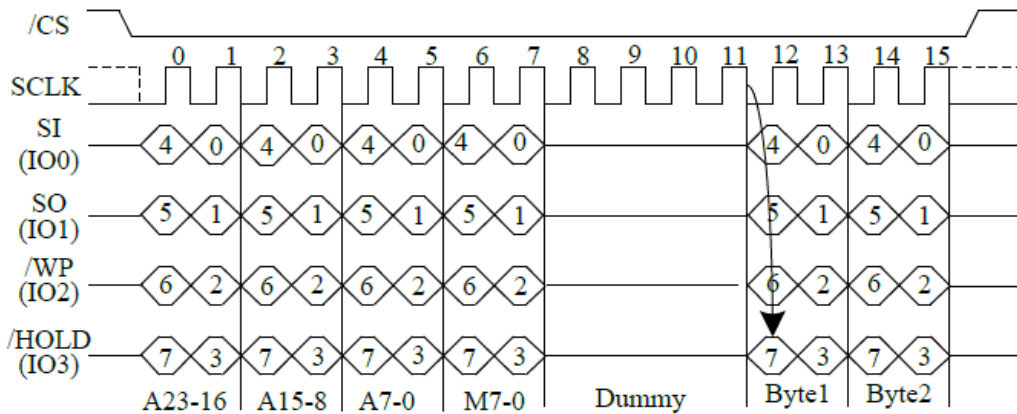 /CS
0 1 2 3 4 5 6 7 8 9 10 11 12 13 14 15
SCLK
SI
(IO0)
4 0 4 0 4 0 4 0 4 0 4 0
SO
(IO1)
5 1 5 1 5 1 5 1 5 1 5 1
/WP
(IO2)
6 2 6 2 6 2 6 2 6 2 6 2
/HOLD
(IO3)
7 3 7 3 7 3 7 3 7 3 7 3
A23-16 A15-8 A7-0 M7-0 Dummy Byte1 Byte2